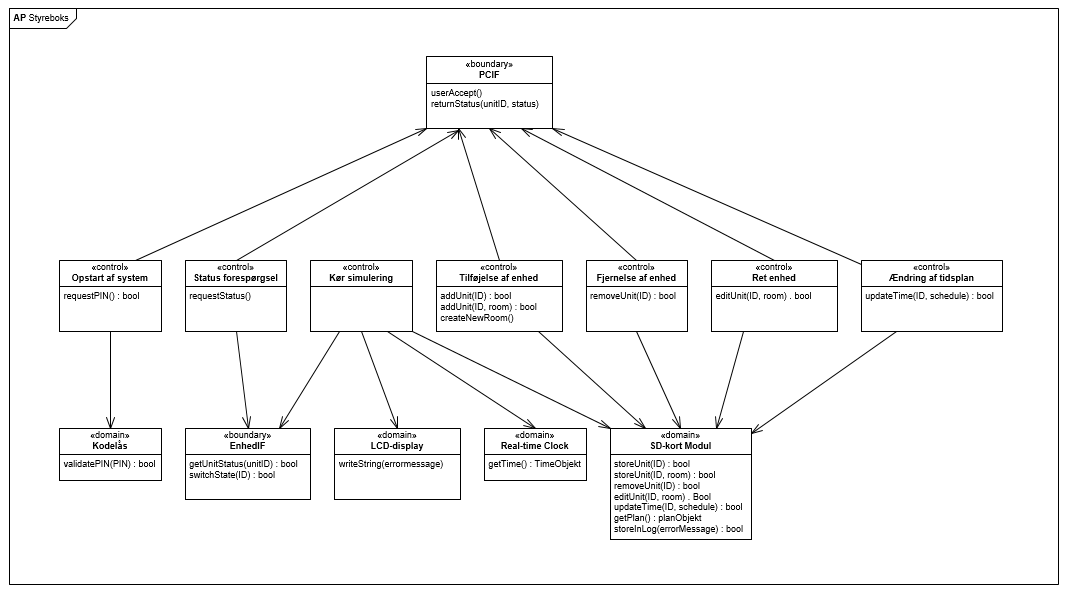 AP Styreboks
«boundary»
PCIF
userAccept()
returnStatus(unitID, status)
«control»
Opstart af system
requestPIN() : bool
«control»
Status forespørgsel
requestStatus()
«control»
Kør simulering
«control»
Tilføjelse af enhed
addUnit(ID) : bool
addUnit(ID, room) : bool
createNewRoom()
«control»
Fjernelse af enhed
removeUnit(ID) : bool
«control»
Ret enhed
editUnit(ID, room) . bool
«control»
Ændring af tidsplan
updateTime(ID, schedule) : bool
«domain»
Kodelås
validatePIN(PIN) : bool
«boundary»
EnhedIF
getUnitStatus(unitID) : bool
switchState(ID) : bool
«domain»
LCD-display
writeString(errormessage)
«domain»
Real-time Clock
getTime() : TimeObjekt
«domain»
SD-kort Modul
storeUnit(ID) : bool
storeUnit(ID, room) : bool
removeUnit(ID) : bool
editUnit(ID, room) . Bool
updateTime(ID, schedule) : bool
getPlan() : planObjekt
storeInLog(errorMessage) : bool